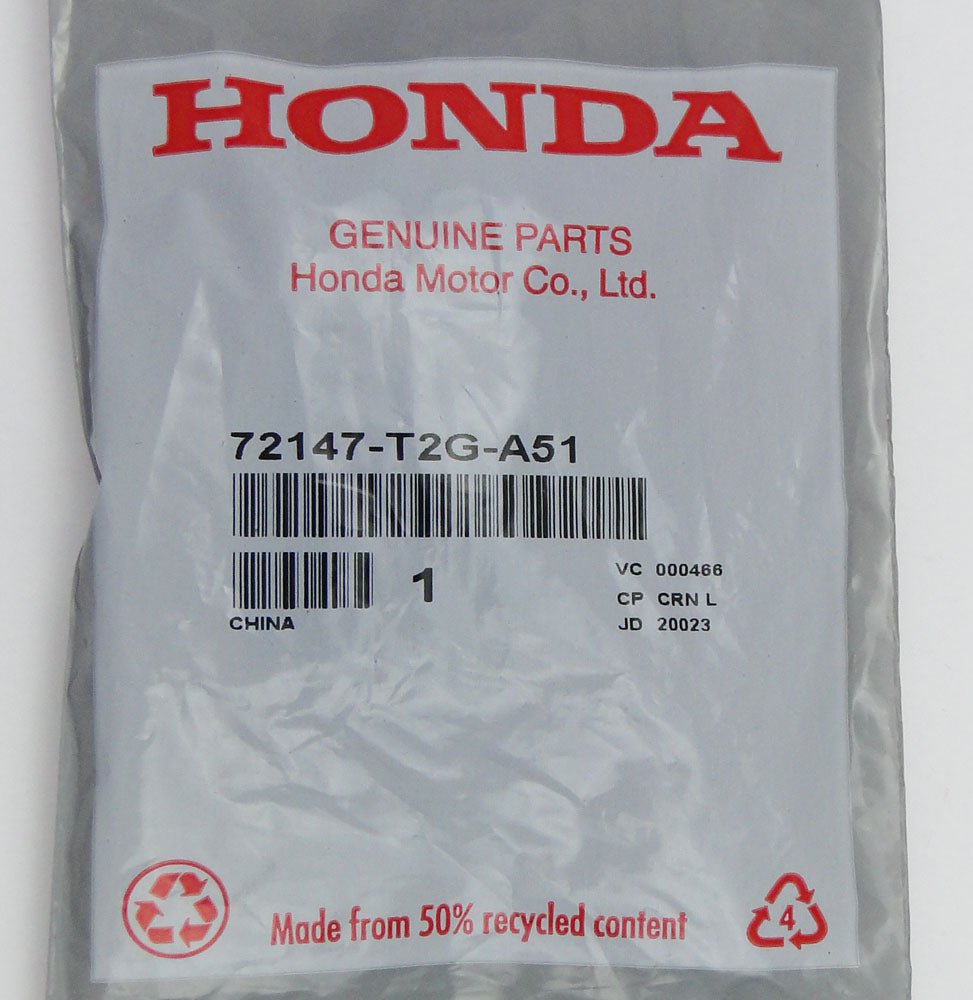 HONDA
GENUINE PARTS
Honda Motor Co., Ltd.
72147-T2G-A51
1
CHINA
VC 000466
CP CRN L
JD 20023
Made from 50% recycled content
4